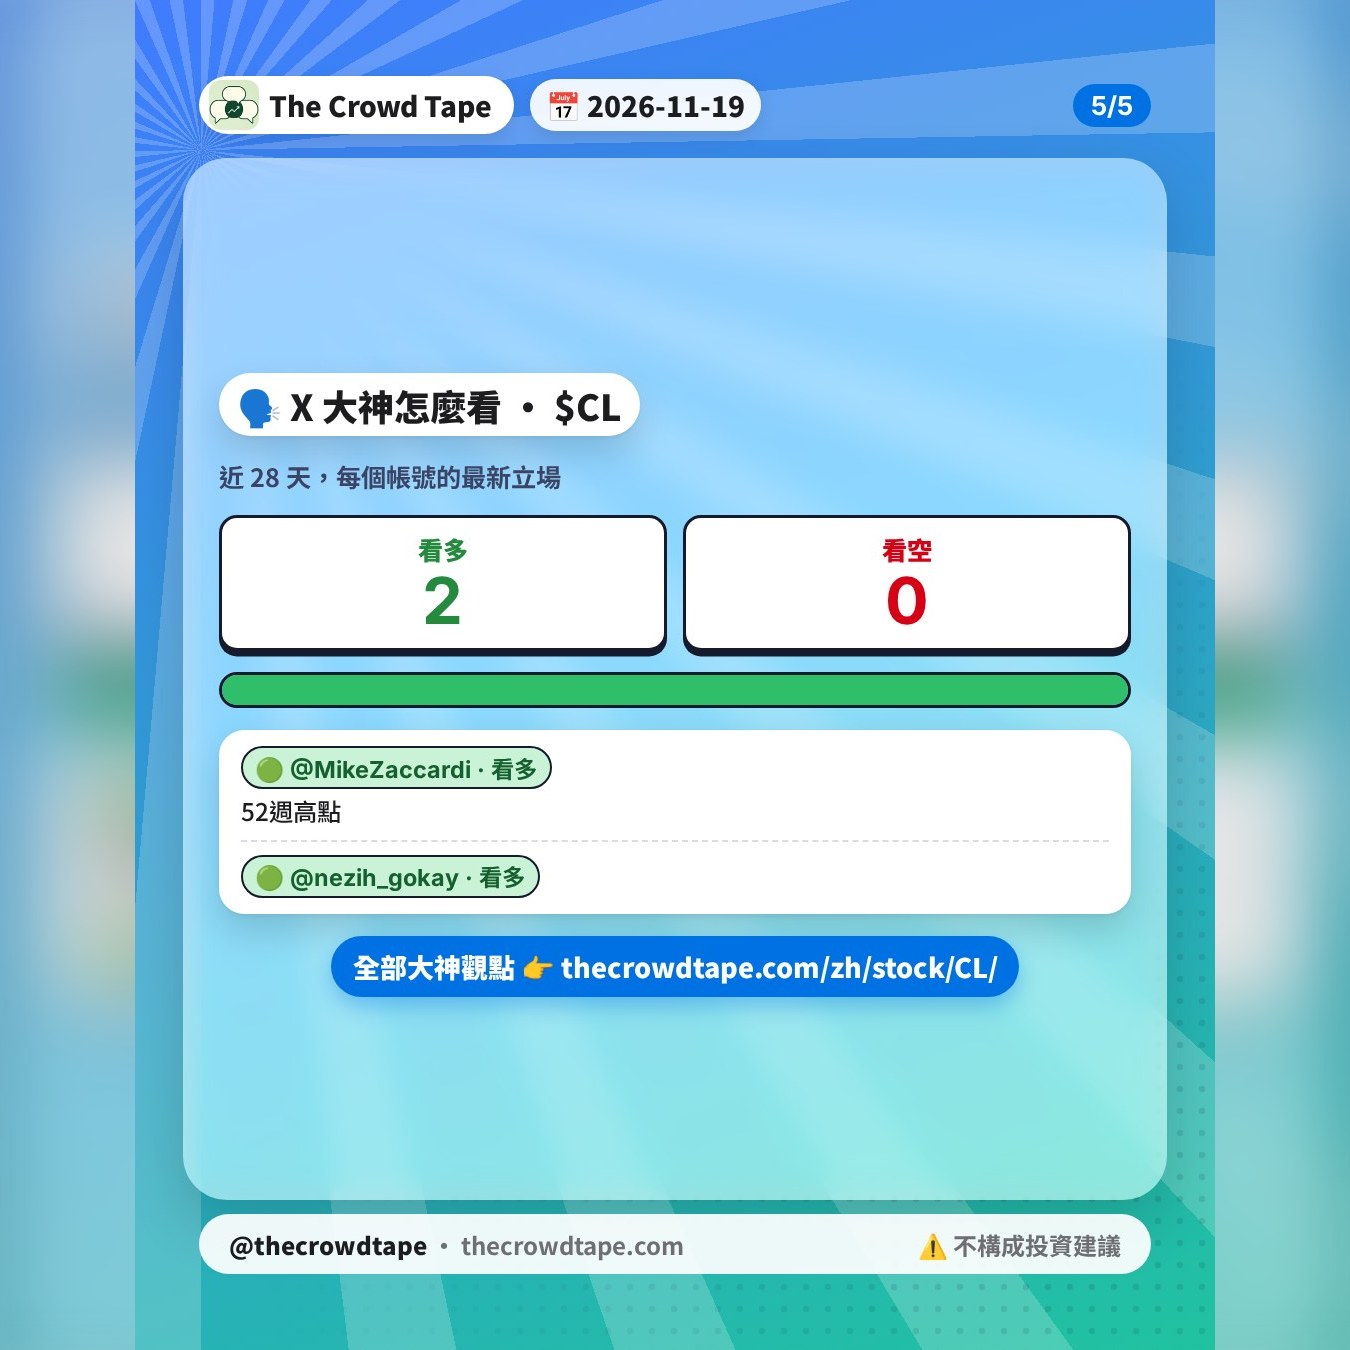 The Crowd Tape
2026-11-19
5/5
X 大神怎麼看 · $CL
近 28 天，每個帳號的最新立場
看多
2
看空
0
@MikeZaccardi · 看多
52週高點
@nezih_gokay · 看多
全部大神觀點 👉 thecrowdtape.com/zh/stock/CL/
@thecrowdtape · thecrowdtape.com
⚠️ 不構成投資建議